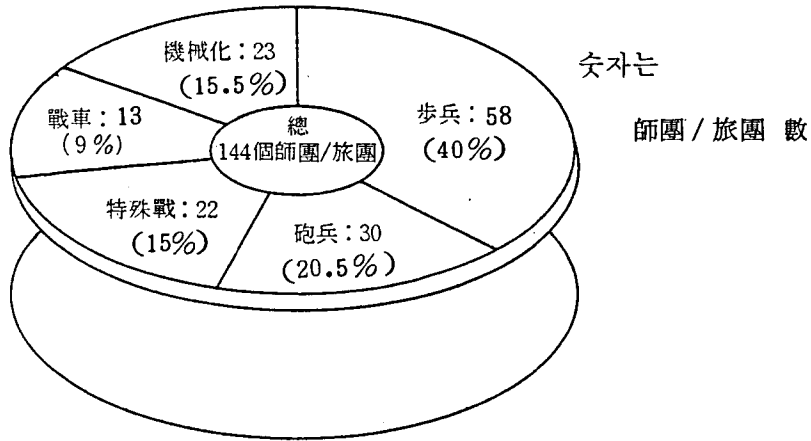 機械化：23
(15.5%)
숫자는
戰車：13
(9%)
總
144個師團/旅團
步兵：58
(40%)
師團/旅團 數
特殊戰：22
(15%)
砲兵：30
(20.5%)